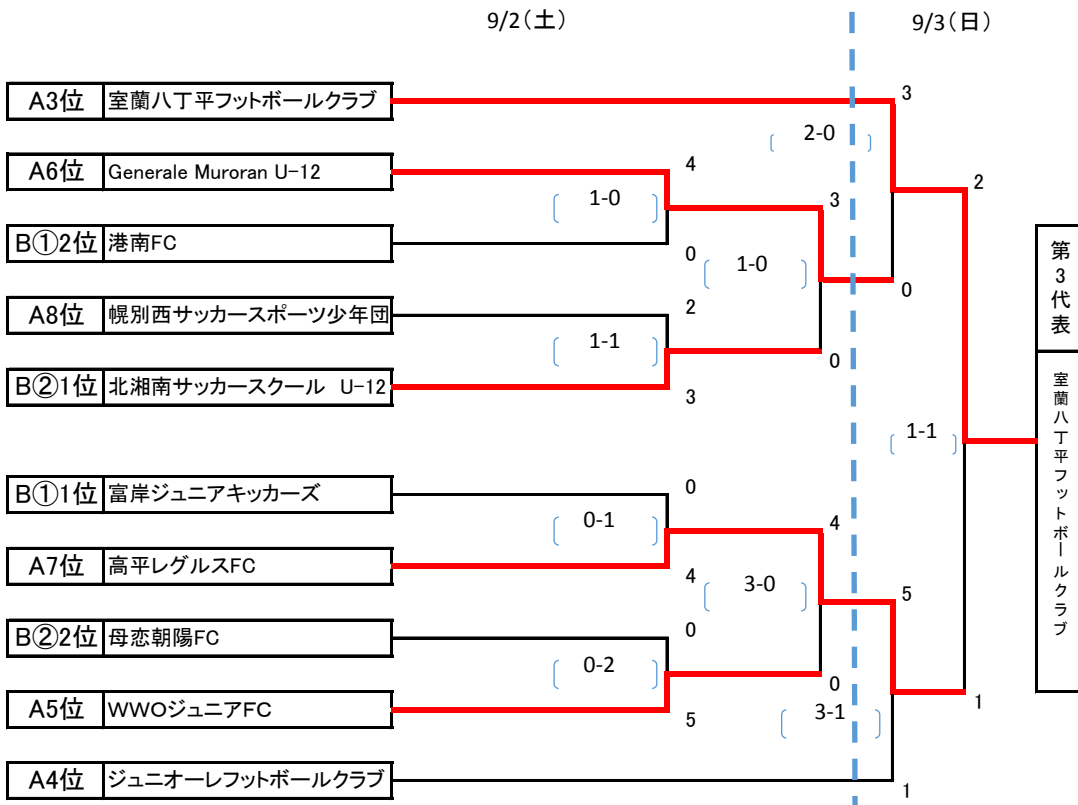 9/2(土)
9/3(日)
A3位 室蘭八丁平フットボールクラブ
3
2-0
A6位 Generale Muroran U-12
4
2
1-0
3
B①2位 港南FC
0
1-0
0
第3代表
A8位 幌別西サッカースポーツ少年団
2
1-1
0
B②1位 北湘南サッカースクール U-12
3
室蘭八丁平フットボールクラブ
1-1
B①1位 富岸ジュニアキッカーズ
0
0-1
4
A7位 高平レグルスFC
4
3-0
5
B②2位 母恋朝陽FC
0
0-2
0
A5位 WWOジュニアFC
5
3-1
1
A4位 ジュニオーレフットボールクラブ
1